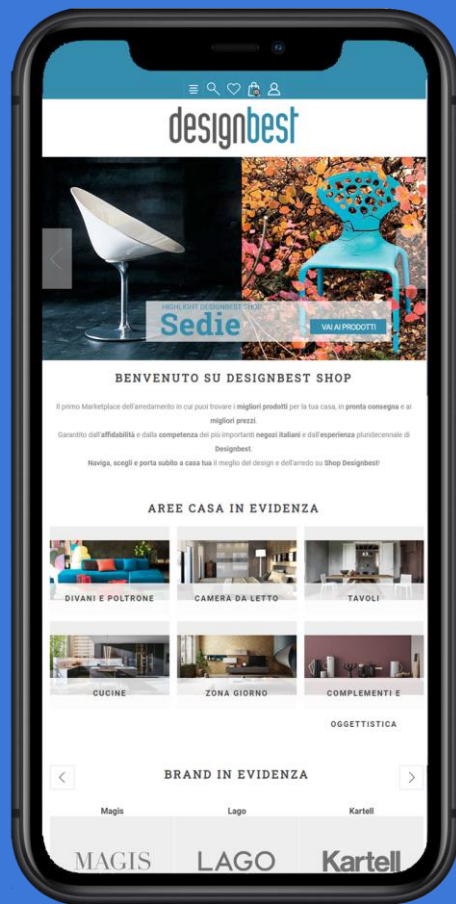 designbest
HIGHLIGHT DESIGNBEST SHOP
Sedie
VAI AI PRODOTTI
BENVENUTO SU DESIGNBEST SHOP
Il primo Marketplace dell'arredamento in cui puoi trovare i migliori prodotti per la tua casa, in pronta consegna e ai
migliori prezzi.
Garantito dall'affidabilità e dalla competenza dei più importanti negozi italiani e dall'esperienza pluridecennale di
Designbest.
Naviga, scegli e porta subito a casa tua il meglio del design e dell'arredo su Shop Designbest!
AREE CASA IN EVIDENZA
DIVANI E POLTRONE
CAMERA DA LETTO
TAVOLI
CUCINE
ZONA GIORNO
COMPLEMENTI E
OGGETTISTICA
BRAND IN EVIDENZA
Magis
Lago
Kartell
MAGIS
LAGO
Kartell